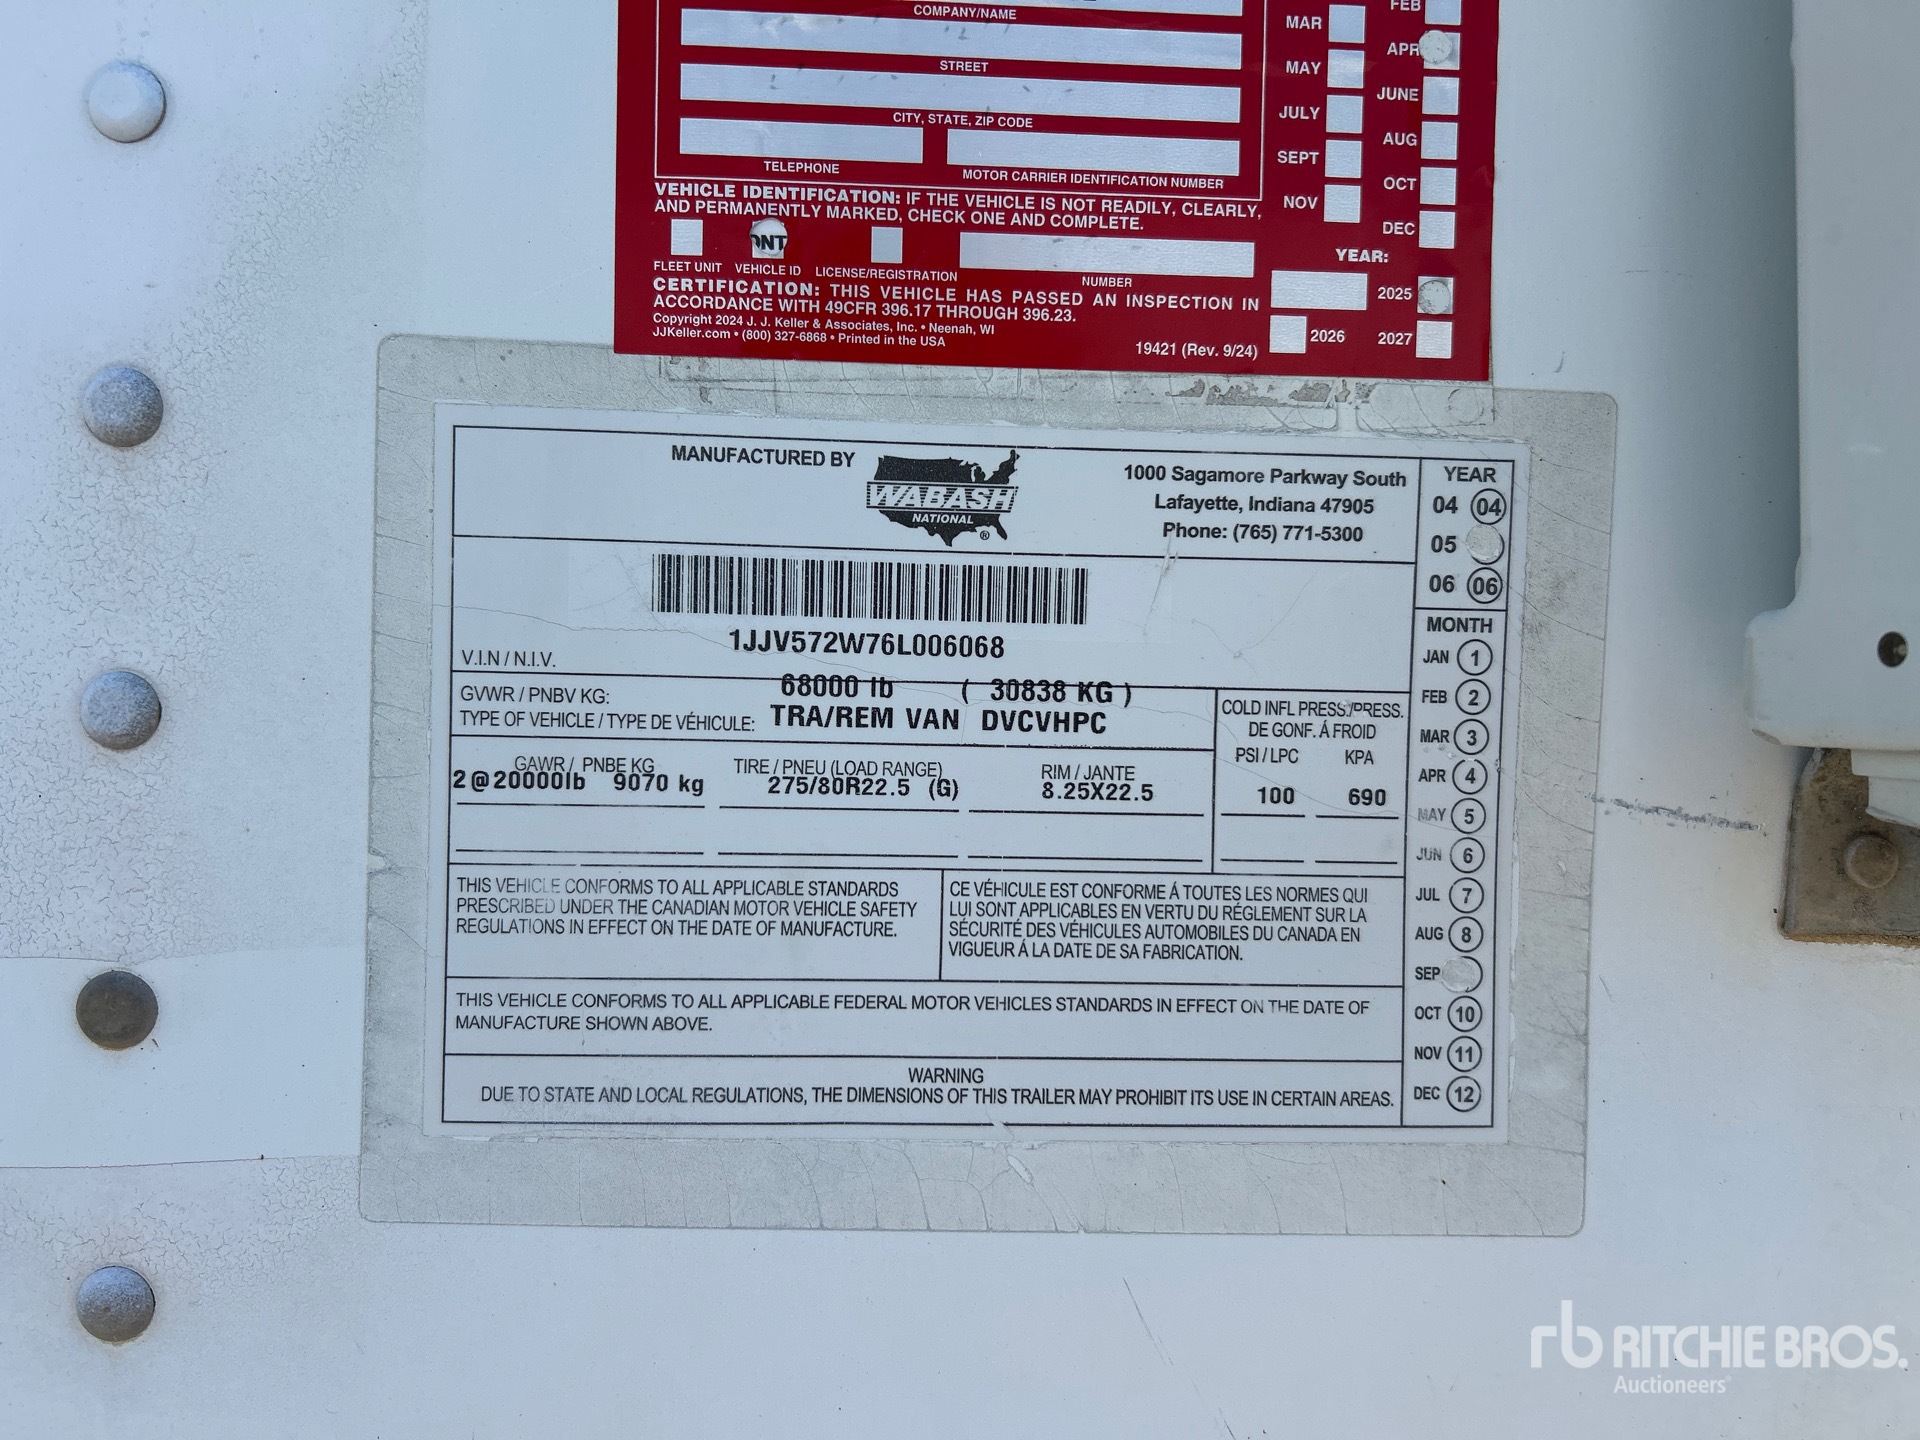 COMPANY/NAME
STREET
CITY, STATE, ZIP CODE
TELEPHONE
MOTOR CARRIER IDENTIFICATION NUMBER
FEB
MAR
APR
MAY
JUNE
JULY
AUG
SEPT
OCT
NOV
DEC
VEHICLE IDENTIFICATION: IF THE VEHICLE IS NOT READILY, CLEARLY,
AND PERMANENTLY MARKED, CHECK ONE AND COMPLETE.
FLEET UNIT VEHICLE ID LICENSE/REGISTRATION NUMBER
YEAR:
2025
2026 2027
CERTIFICATION: THIS VEHICLE HAS PASSED AN INSPECTION IN
ACCORDANCE WITH 49CFR 396.17 THROUGH 396.23.
Copyright 2024 J. J. Keller & Associates, Inc. • Neenah, WI
JJKeller.com • (800) 327-6868 • Printed in the USA
19421 (Rev. 9/24)
MANUFACTURED BY
WABASH
NATIONAL ®
1000 Sagamore Parkway South
Lafayette, Indiana 47905
Phone: (765) 771-5300
YEAR
04 04
05
06 06
1JJV572W76L006068
V.I.N / N.I.V.
GVWR / PNBV KG: 68000 lb ( 30838 KG )
TYPE OF VEHICLE / TYPE DE VÉHICULE: TRA/REM VAN DVCVHPC
COLD INFL PRESS./PRESS.
DE GONF. Á FROID
PSI / LPC KPA
100 690
GAWR / PNBE KG
2@20000lb 9070 kg
TIRE / PNEU (LOAD RANGE)
275/80R22.5 (G)
RIM / JANTE
8.25X22.5
MONTH
JAN 1
FEB 2
MAR 3
APR 4
MAY 5
JUN 6
JUL 7
AUG 8
SEP
OCT 10
NOV 11
DEC 12
THIS VEHICLE CONFORMS TO ALL APPLICABLE STANDARDS
PRESCRIBED UNDER THE CANADIAN MOTOR VEHICLE SAFETY
REGULATIONS IN EFFECT ON THE DATE OF MANUFACTURE.
CE VÉHICULE EST CONFORME Á TOUTES LES NORMES QUI
LUI SONT APPLICABLES EN VERTU DU RÉGLEMENT SUR LA
SÉCURITÉ DES VÉHICULES AUTOMOBILES DU CANADA EN
VIGUEUR Á LA DATE DE SA FABRICATION.
THIS VEHICLE CONFORMS TO ALL APPLICABLE FEDERAL MOTOR VEHICLES STANDARDS IN EFFECT ON THE DATE OF
MANUFACTURE SHOWN ABOVE.
WARNING
DUE TO STATE AND LOCAL REGULATIONS, THE DIMENSIONS OF THIS TRAILER MAY PROHIBIT ITS USE IN CERTAIN AREAS.
rb RITCHIE BROS.
Auctioneers